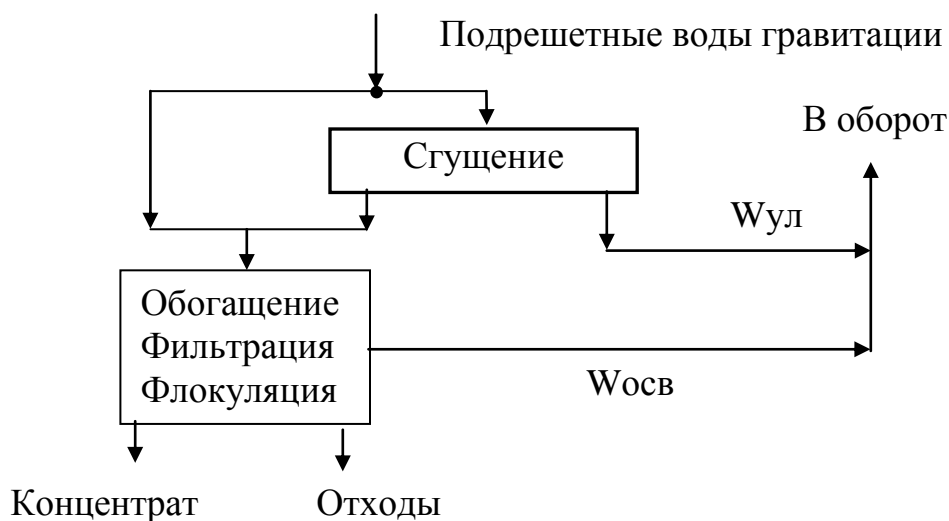 Подрешетные воды гравитации
В оборот
Сгущение
Wул
Обогащение
Фильтрация
Флокуляция
Wосв
Концентрат
Отходы